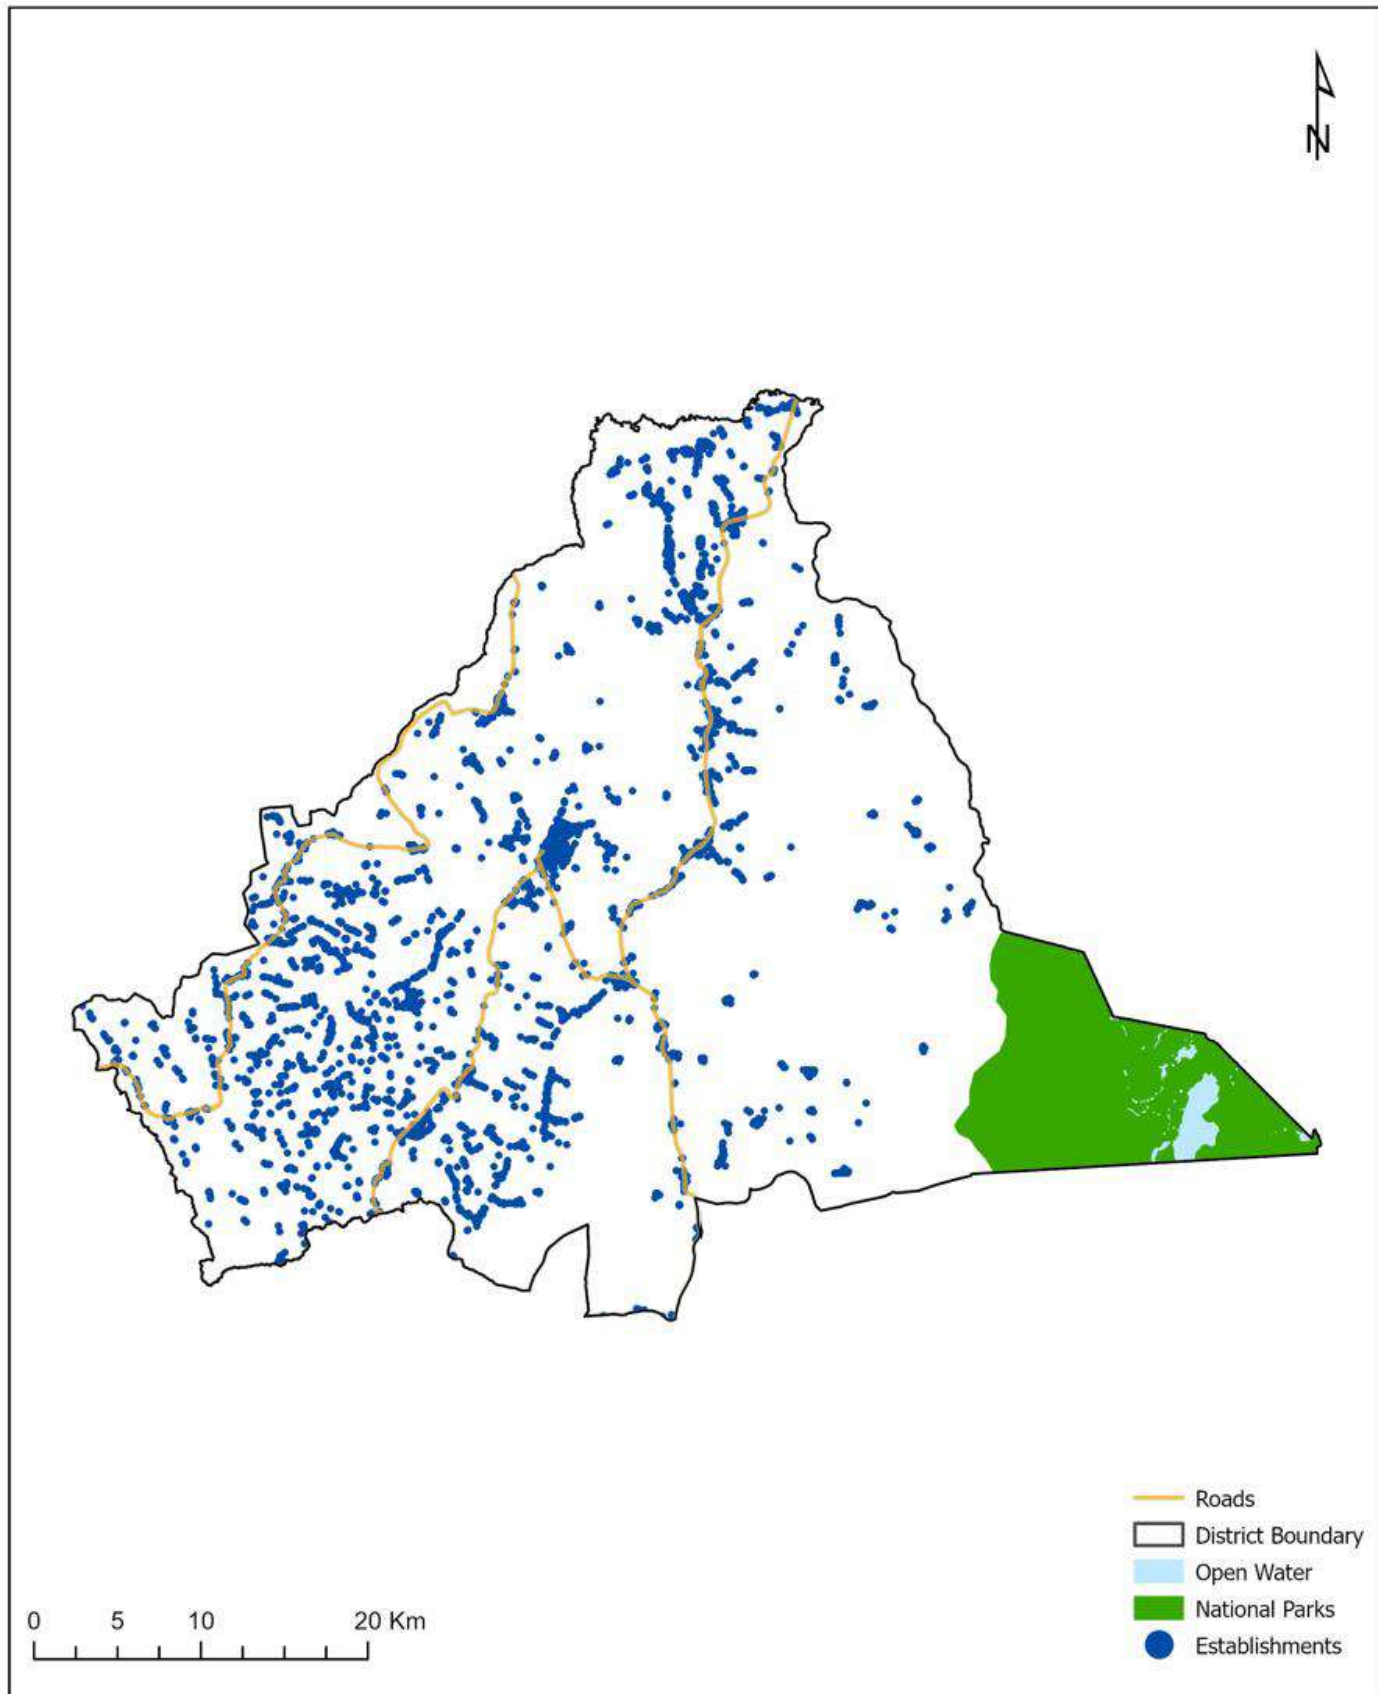 N
Roads
District Boundary
Open Water
National Parks
Establishments
0 5 10 20 Km